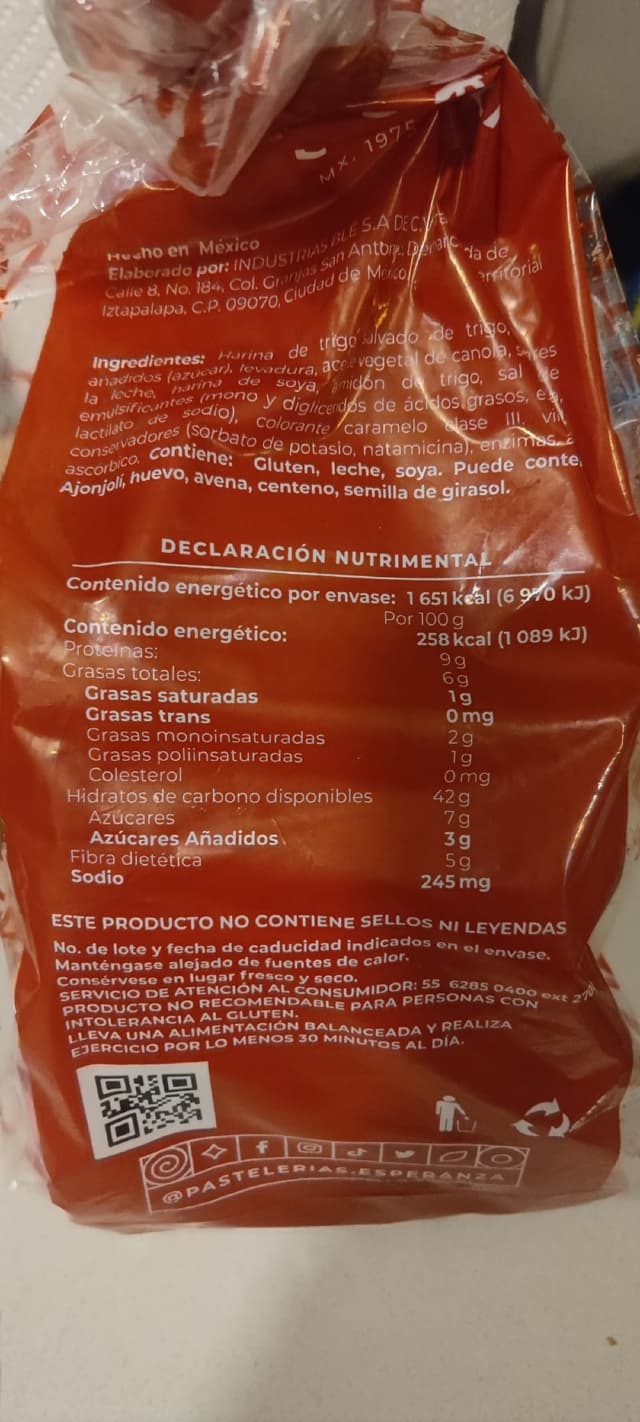 MX. 1975
Hecho en México
Elaborado por: INDUSTRIAS BLE S.A DE C.V.
Calle 8, No. 184, Col. Granjas San Anton, da de
Iztapalapa, C.P. 09070, Ciudad de erritorial
Ingredientes: Harina de trigo, salvado de trigo,
añadidos (azúcar), levadura, vegetal de canola,
la leche, harina de soya, almidón de trigo, sal
emulsificantes (mono y diglicéridos de ácidos grasos,
lactilato de sodio), colorante caramelo clase III,
conservadores (sorbato de potasio, natamicina), enzimas,
ascorbico. Contiene: Gluten, leche, soya. Puede conte
Ajonjolí, huevo, avena, centeno, semilla de girasol.
DECLARACIÓN NUTRIMENTAL
Contenido energético por envase: 1 651 kcal (6 970 kJ)
Por 100 g
Contenido energético: 258 kcal (1 089 kJ)
Proteínas: 9 g
Grasas totales: 6 g
Grasas saturadas 1 g
Grasas trans 0 mg
Grasas monoinsaturadas 2 g
Grasas poliinsaturadas 1 g
Colesterol 0 mg
Hidratos de carbono disponibles 42 g
Azúcares 7 g
Azúcares Añadidos 3 g
Fibra dietética 5 g
Sodio 245 mg
ESTE PRODUCTO NO CONTIENE SELLOS NI LEYENDAS
No. de lote y fecha de caducidad indicados en el envase.
Manténgase alejado de fuentes de calor.
Consérvese en lugar fresco y seco.
SERVICIO DE ATENCIÓN AL CONSUMIDOR: 55 6285 0400 ext
PRODUCTO NO RECOMENDABLE PARA PERSONAS CON
INTOLERANCIA AL GLUTEN.
LLEVA UNA ALIMENTACIÓN BALANCEADA Y REALIZA
EJERCICIO POR LO MENOS 30 MINUTOS AL DÍA.
@PASTELERIAS.ESPERANZA